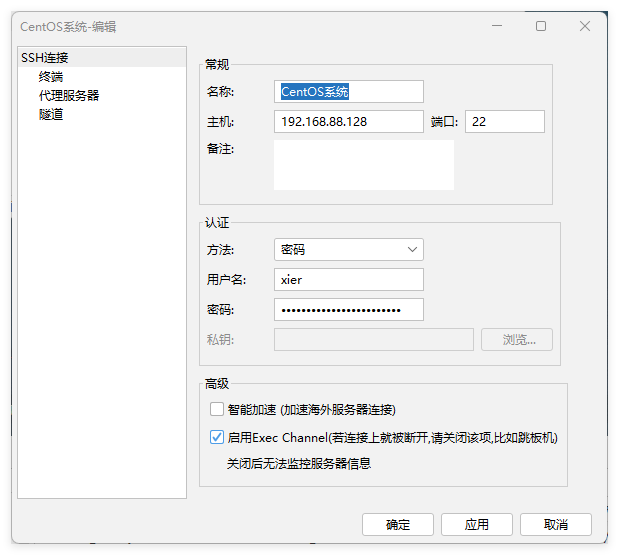 CentOS系统-编辑
SSH连接
终端
代理服务器
隧道
常规
名称: CentOS系统
主机: 192.168.88.128 端口: 22
备注:
认证
方法: 密码
用户名: xier
密码: ••••••••••••••••••••••••
私钥: 浏览...
高级
智能加速 (加速海外服务器连接)
启用Exec Channel(若连接上就被断开,请关闭该项,比如跳板机)
关闭后无法监控服务器信息
确定 应用 取消